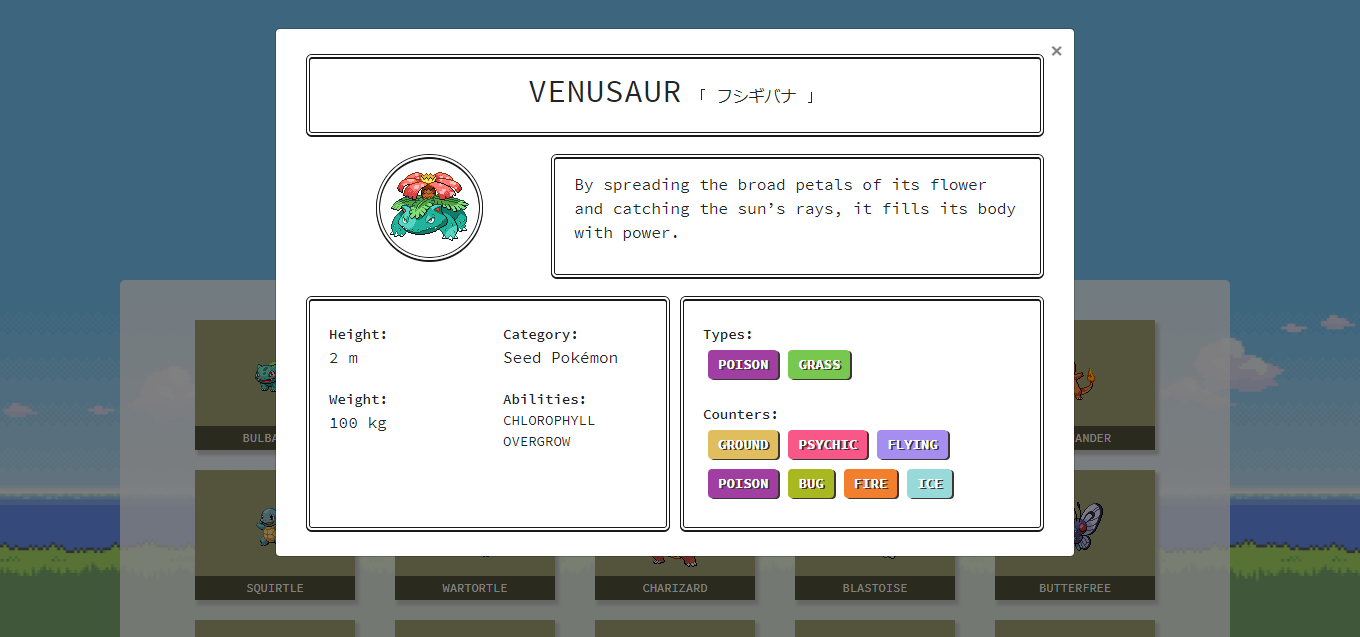 ×
VENUSAUR 「 フシギバナ 」
By spreading the broad petals of its flower
and catching the sun’s rays, it fills its body
with power.
Height:
2 m
Weight:
100 kg
Category:
Seed Pokémon
Abilities:
CHLOROPHYLL
OVERGROW
Types:
POISON GRASS
Counters:
GROUND PSYCHIC FLYING
POISON BUG FIRE ICE
BULBA
ANDER
SQUIRTLE WARTORTLE CHARIZARD BLASTOISE BUTTERFREE